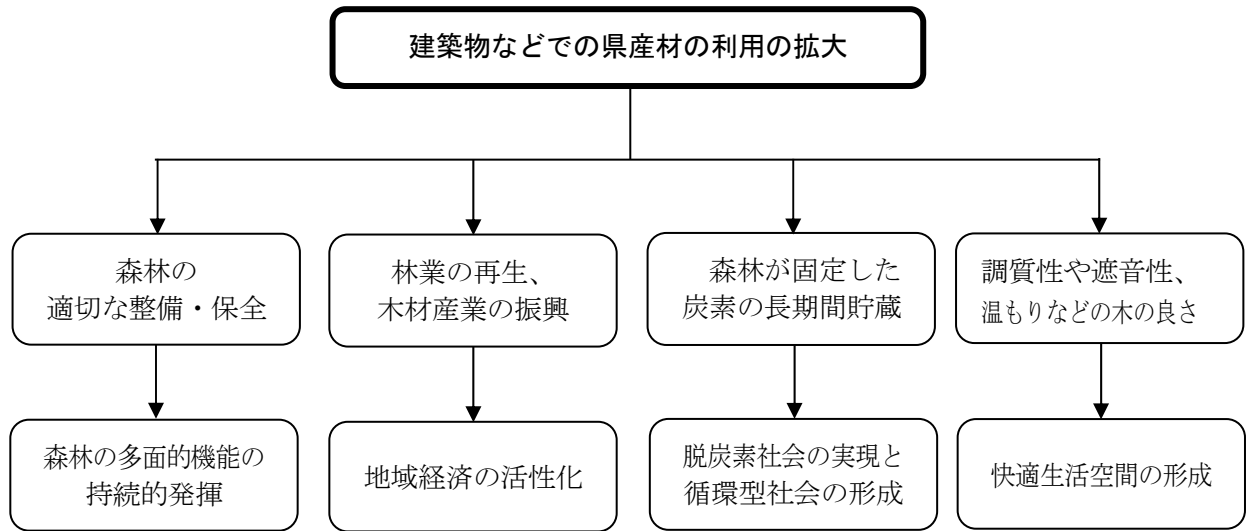 建築物などでの県産材の利用の拡大
森林の
適切な整備・保全
林業の再生、
木材産業の振興
森林が固定した
炭素の長期間貯蔵
調質性や遮音性、
温もりなどの木の良さ
森林の多面的機能の
持続的発揮
地域経済の活性化
脱炭素社会の実現と
循環型社会の形成
快適生活空間の形成